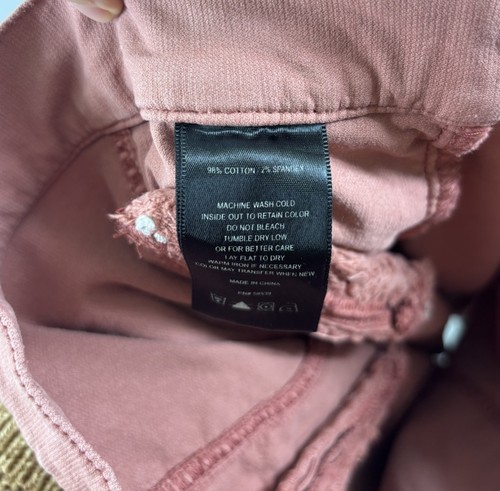 98% COTTON / 2% SPANDEX
MACHINE WASH COLD
INSIDE OUT TO RETAIN COLOR
DO NOT BLEACH
TUMBLE DRY LOW
OR FOR BETTER CARE
LAY FLAT TO DRY
WARM IRON IF NECESSARY
COLOR MAY TRANSFER WHEN NEW
MADE IN CHINA